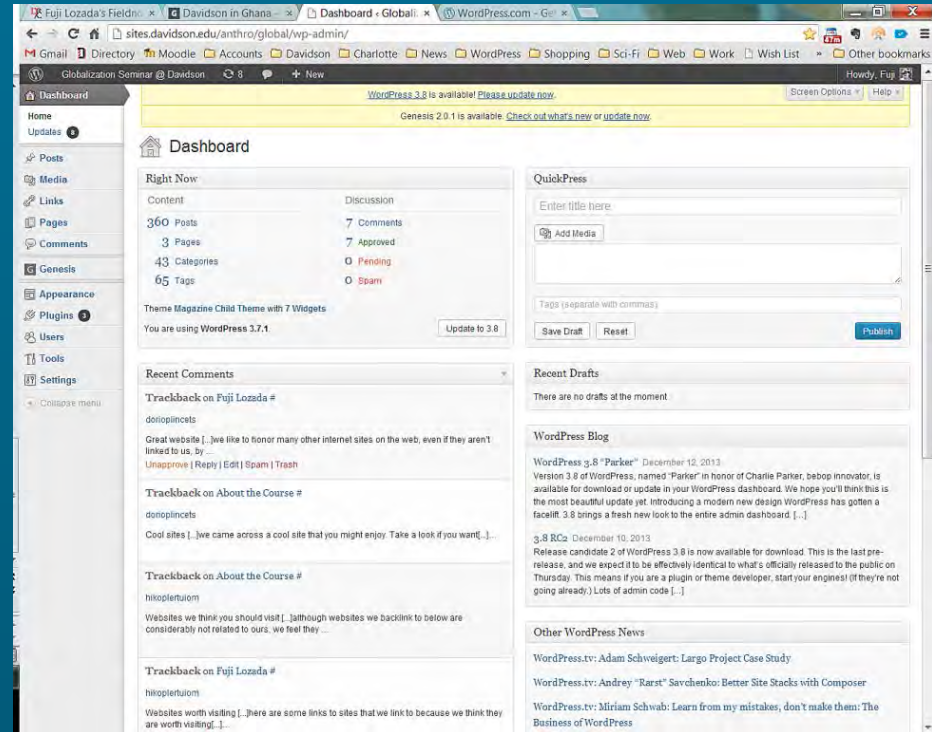 Fuji Lozada's Fieldno
Davidson in Ghana –
Dashboard ‹ Globali
WordPress.com - Get
sites.davidson.edu/anthro/global/wp-admin/
Gmail Directory Moodle Accounts Davidson Charlotte News WordPress Shopping Sci-Fi Web Work Wish List » Other bookmarks
Globalization Seminar @ Davidson 8 + New Howdy, Fuji
Dashboard
Home
Updates 8
Posts
Media
Links
Pages
Comments
Genesis
Appearance
Plugins 3
Users
Tools
Settings
Collapse menu
WordPress 3.8 is available! Please update now.
Screen Options Help
Genesis 2.0.1 is available. Check out what's new or update now.
Dashboard
Right Now
Content Discussion
360 Posts 7 Comments
3 Pages 7 Approved
43 Categories 0 Pending
65 Tags 0 Spam
Theme Magazine Child Theme with 7 Widgets
You are using WordPress 3.7.1 Update to 3.8
Recent Comments
Trackback on Fuji Lozada #
dorioplincets
Great website [...]we like to honor many other internet sites on the web, even if they aren't
linked to us, by ...
Unapprove | Reply | Edit | Spam | Trash
Trackback on About the Course #
dorioplincets
Cool sites [...]we came across a cool site that you might enjoy. Take a look if you want[...]...
Trackback on About the Course #
hikoplertuiom
Websites we think you should visit [...]although websites we backlink to below are
considerably not related to ours, we feel they ...
Trackback on Fuji Lozada #
hikoplertuiom
Websites worth visiting [...]here are some links to sites that we link to because we think they
are worth visiting[...]...
QuickPress
Enter title here
Add Media
Tags (separate with commas)
Save Draft Reset Publish
Recent Drafts
There are no drafts at the moment
WordPress Blog
WordPress 3.8 “Parker” December 12, 2013
Version 3.8 of WordPress, named “Parker” in honor of Charlie Parker, bebop innovator, is
available for download or update in your WordPress dashboard. We hope you'll think this is
the most beautiful update yet. Introducing a modern new design WordPress has gotten a
facelift. 3.8 brings a fresh new look to the entire admin dashboard. [...]
3.8 RC2 December 10, 2013
Release candidate 2 of WordPress 3.8 is now available for download. This is the last pre-
release, and we expect it to be effectively identical to what's officially released to the public on
Thursday. This means if you are a plugin or theme developer, start your engines! (If they're not
going already.) Lots of admin code [...]
Other WordPress News
WordPress.tv: Adam Schweigert: Largo Project Case Study
WordPress.tv: Andrey “Rarst” Savchenko: Better Site Stacks with Composer
WordPress.tv: Miriam Schwab: Learn from my mistakes, don't make them: The
Business of WordPress